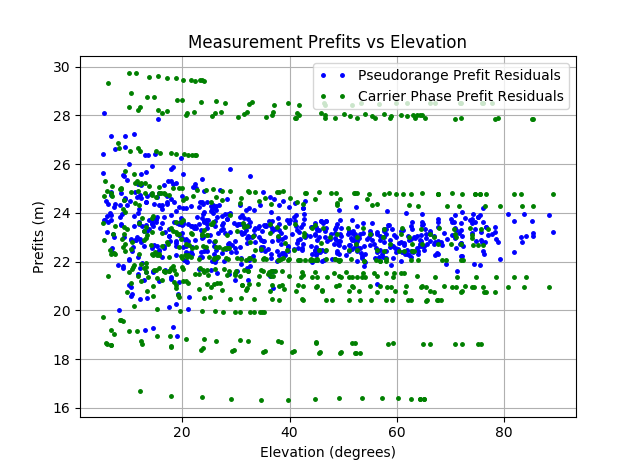 Measurement Prefits vs Elevation
Pseudorange Prefit Residuals
Carrier Phase Prefit Residuals
30
28
26
24
22
20
18
16
Prefits (m)
20 40 60 80
Elevation (degrees)